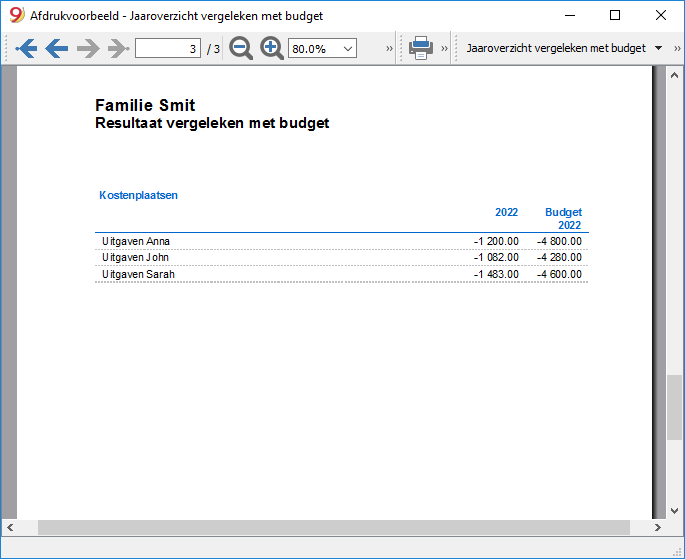 Afdrukvoorbeeld - Jaaroverzicht vergeleken met budget
3 / 3 80.0% » » Jaaroverzicht vergeleken met budget »
Familie Smit
Resultaat vergeleken met budget
Kostenplaatsen
2022 Budget
2022
Uitgaven Anna -1 200.00 -4 800.00
Uitgaven John -1 082.00 -4 280.00
Uitgaven Sarah -1 483.00 -4 600.00